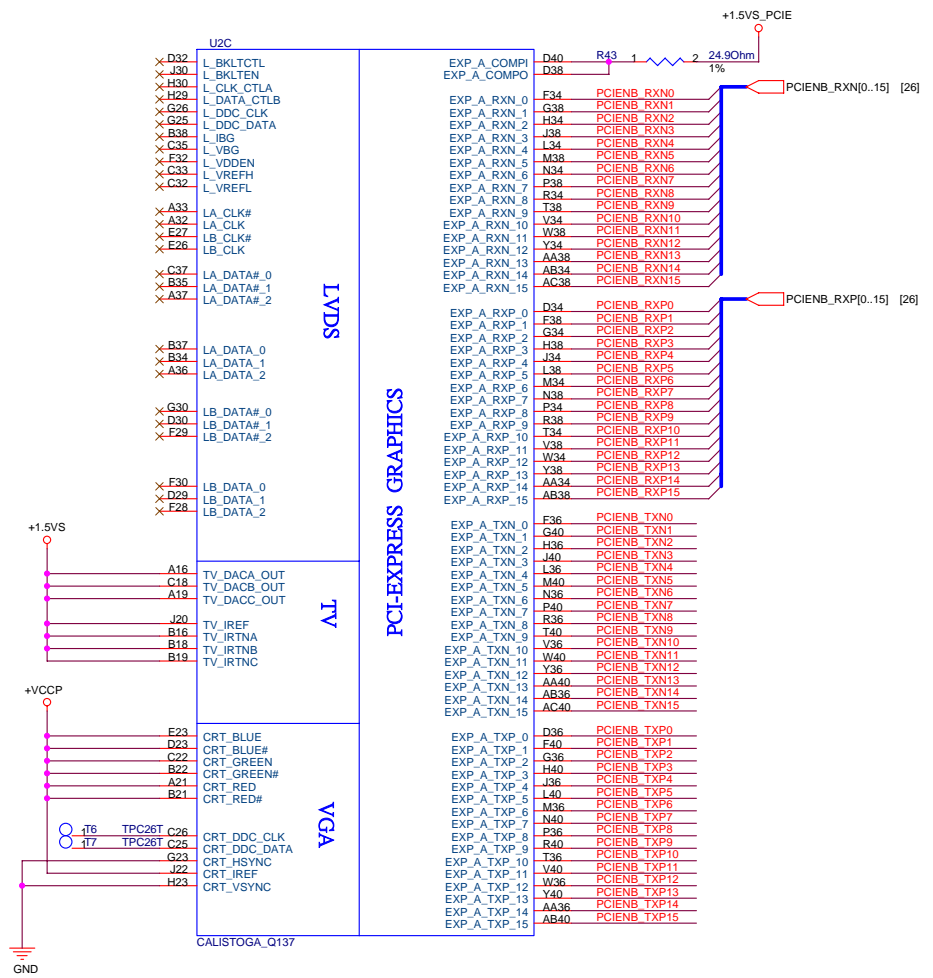 +1.5VS_PCIE
U2C
D32 L_BKLTCTL
J30 L_BKLTEN
H30 L_CLK_CTLA
H29 L_DATA_CTLB
G26 L_DDC_CLK
G25 L_DDC_DATA
B38 L_IBG
C35 L_VBG
F32 L_VDDEN
C33 L_VREFH
C32 L_VREFL
A33 LA_CLK#
A32 LA_CLK
E27 LB_CLK#
E26 LB_CLK
C37 LA_DATA#_0
B35 LA_DATA#_1
A37 LA_DATA#_2
B37 LA_DATA_0
B34 LA_DATA_1
A36 LA_DATA_2
G30 LB_DATA#_0
D30 LB_DATA#_1
F29 LB_DATA#_2
F30 LB_DATA_0
D29 LB_DATA_1
F28 LB_DATA_2
LVDS
+1.5VS
A16 TV_DACA_OUT
C18 TV_DACB_OUT
A19 TV_DACC_OUT
J20 TV_IREF
B16 TV_IRTNA
B18 TV_IRTNB
B19 TV_IRTNC
TV
+VCCP
E23 CRT_BLUE
D23 CRT_BLUE#
C22 CRT_GREEN
B22 CRT_GREEN#
A21 CRT_RED
B21 CRT_RED#
1 T6 TPC26T C26 CRT_DDC_CLK
1 T7 TPC26T C25 CRT_DDC_DATA
G23 CRT_HSYNC
J22 CRT_IREF
H23 CRT_VSYNC
VGA
GND
PCI-EXPRESS GRAPHICS
EXP_A_COMPI D40 R43 1 2 24.9Ohm
EXP_A_COMPO D38 1%
EXP_A_RXN_0 F34 PCIENB_RXN0 PCIENB_RXN[0..15] [26]
EXP_A_RXN_1 G38 PCIENB_RXN1
EXP_A_RXN_2 H34 PCIENB_RXN2
EXP_A_RXN_3 J38 PCIENB_RXN3
EXP_A_RXN_4 L34 PCIENB_RXN4
EXP_A_RXN_5 M38 PCIENB_RXN5
EXP_A_RXN_6 N34 PCIENB_RXN6
EXP_A_RXN_7 P38 PCIENB_RXN7
EXP_A_RXN_8 R34 PCIENB_RXN8
EXP_A_RXN_9 T38 PCIENB_RXN9
EXP_A_RXN_10 V34 PCIENB_RXN10
EXP_A_RXN_11 W38 PCIENB_RXN11
EXP_A_RXN_12 Y34 PCIENB_RXN12
EXP_A_RXN_13 AA38 PCIENB_RXN13
EXP_A_RXN_14 AB34 PCIENB_RXN14
EXP_A_RXN_15 AC38 PCIENB_RXN15
EXP_A_RXP_0 D34 PCIENB_RXP0 PCIENB_RXP[0..15] [26]
EXP_A_RXP_1 F38 PCIENB_RXP1
EXP_A_RXP_2 G34 PCIENB_RXP2
EXP_A_RXP_3 H38 PCIENB_RXP3
EXP_A_RXP_4 J34 PCIENB_RXP4
EXP_A_RXP_5 L38 PCIENB_RXP5
EXP_A_RXP_6 M34 PCIENB_RXP6
EXP_A_RXP_7 N38 PCIENB_RXP7
EXP_A_RXP_8 P34 PCIENB_RXP8
EXP_A_RXP_9 R38 PCIENB_RXP9
EXP_A_RXP_10 T34 PCIENB_RXP10
EXP_A_RXP_11 V38 PCIENB_RXP11
EXP_A_RXP_12 W34 PCIENB_RXP12
EXP_A_RXP_13 Y38 PCIENB_RXP13
EXP_A_RXP_14 AA34 PCIENB_RXP14
EXP_A_RXP_15 AB38 PCIENB_RXP15
EXP_A_TXN_0 F36 PCIENB_TXN0
EXP_A_TXN_1 G40 PCIENB_TXN1
EXP_A_TXN_2 H36 PCIENB_TXN2
EXP_A_TXN_3 J40 PCIENB_TXN3
EXP_A_TXN_4 L36 PCIENB_TXN4
EXP_A_TXN_5 M40 PCIENB_TXN5
EXP_A_TXN_6 N36 PCIENB_TXN6
EXP_A_TXN_7 P40 PCIENB_TXN7
EXP_A_TXN_8 R36 PCIENB_TXN8
EXP_A_TXN_9 T40 PCIENB_TXN9
EXP_A_TXN_10 V36 PCIENB_TXN10
EXP_A_TXN_11 W40 PCIENB_TXN11
EXP_A_TXN_12 Y36 PCIENB_TXN12
EXP_A_TXN_13 AA40 PCIENB_TXN13
EXP_A_TXN_14 AB36 PCIENB_TXN14
EXP_A_TXN_15 AC40 PCIENB_TXN15
EXP_A_TXP_0 D36 PCIENB_TXP0
EXP_A_TXP_1 F40 PCIENB_TXP1
EXP_A_TXP_2 G36 PCIENB_TXP2
EXP_A_TXP_3 H40 PCIENB_TXP3
EXP_A_TXP_4 J36 PCIENB_TXP4
EXP_A_TXP_5 L40 PCIENB_TXP5
EXP_A_TXP_6 M36 PCIENB_TXP6
EXP_A_TXP_7 N40 PCIENB_TXP7
EXP_A_TXP_8 P36 PCIENB_TXP8
EXP_A_TXP_9 R40 PCIENB_TXP9
EXP_A_TXP_10 T36 PCIENB_TXP10
EXP_A_TXP_11 V40 PCIENB_TXP11
EXP_A_TXP_12 W36 PCIENB_TXP12
EXP_A_TXP_13 Y40 PCIENB_TXP13
EXP_A_TXP_14 AA36 PCIENB_TXP14
EXP_A_TXP_15 AB40 PCIENB_TXP15
CALISTOGA_Q137